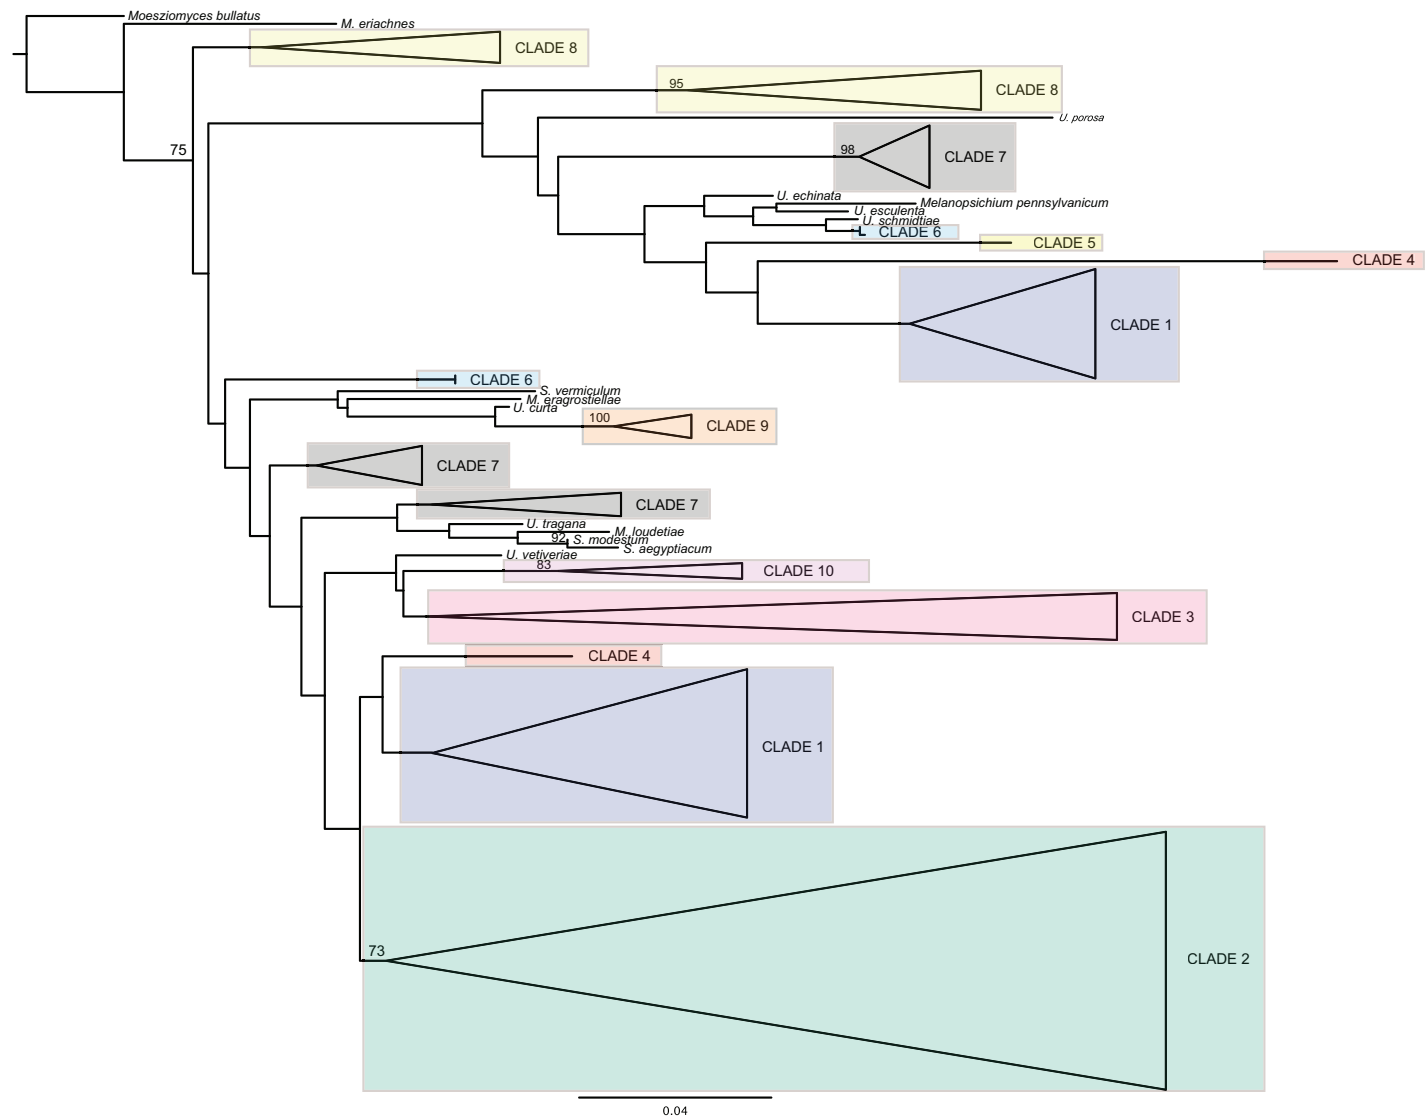 Moesziomyces bullatus
M. eriachnes
CLADE 8
95
CLADE 8
U. porosa
75
98
CLADE 7
U. echinata
Melanopsichium pennsylvanicum
U. esculenta
U. schmidtiae
CLADE 6
CLADE 5
CLADE 4
CLADE 1
CLADE 6
S. vermiculum
M. eragrostiellae
U. curta
100
CLADE 9
CLADE 7
CLADE 7
U. tragana
M. loudetiae
92
S. modestum
S. aegyptiacum
U. vetiveriae
83
CLADE 10
CLADE 3
CLADE 4
CLADE 1
73
CLADE 2
0.04